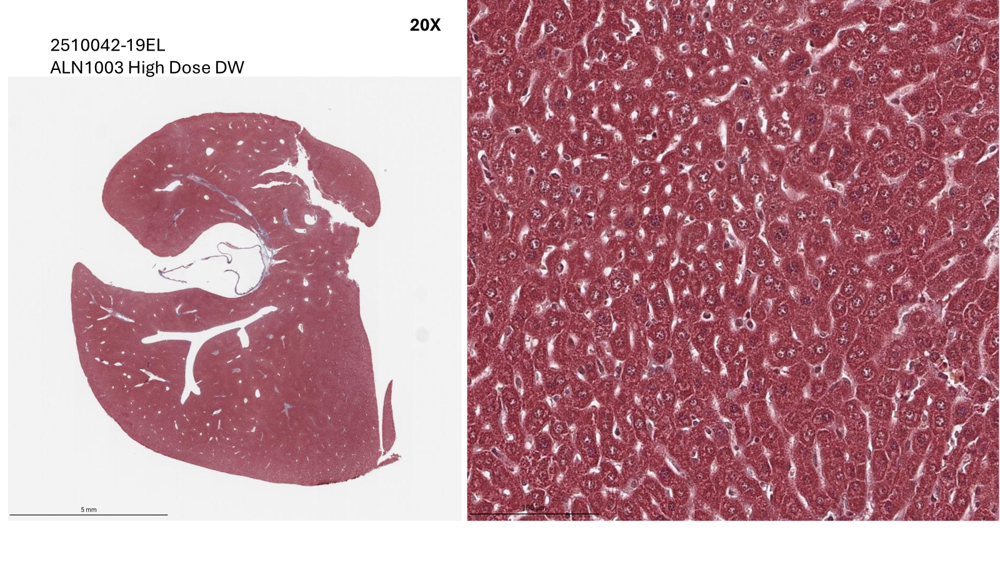 20X
2510042-19EL
ALN1003 High Dose DW
5 mm
100 µm